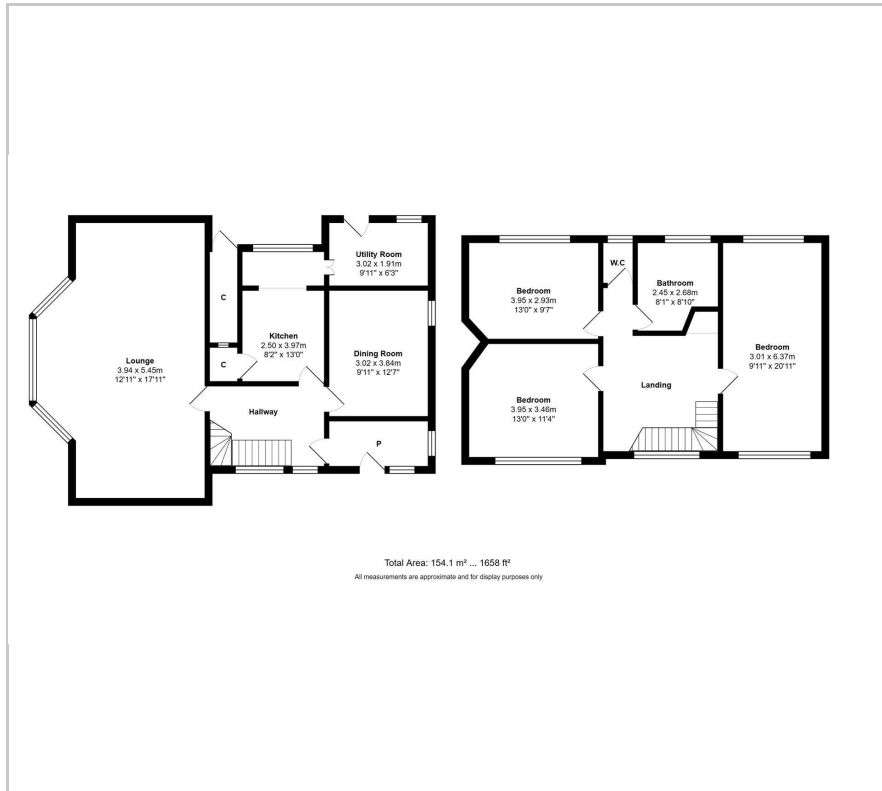 Utility Room
3.02 x 1.91m
9'11" x 6'3"
C
Kitchen
2.50 x 3.97m
8'2" x 13'0"
Dining Room
3.02 x 3.84m
9'11" x 12'7"
Lounge
3.94 x 5.45m
12'11" x 17'11"
C
Hallway
P
W.C
Bedroom
3.95 x 2.93m
13'0" x 9'7"
Bathroom
2.45 x 2.68m
8'1" x 8'10"
Bedroom
3.01 x 6.37m
9'11" x 20'11"
Landing
Bedroom
3.95 x 3.46m
13'0" x 11'4"
Total Area: 154.1 m² ... 1658 ft²
All measurements are approximate and for display purposes only